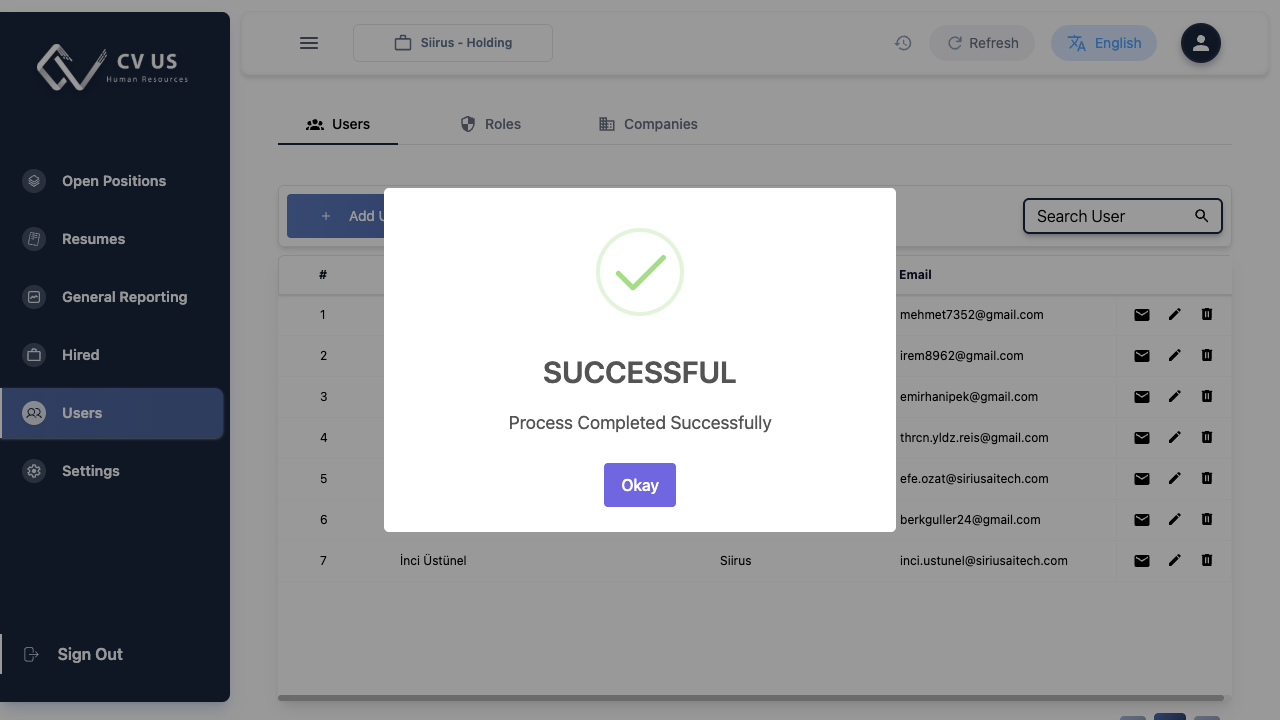 CV US
Human Resources
Siirus - Holding
Refresh
English
Users
Roles
Companies
Open Positions
Resumes
General Reporting
Hired
Users
Settings
Sign Out
+ Add U
Search User
# Email
1 mehmet7352@gmail.com
2 irem8962@gmail.com
3 emirhanipek@gmail.com
4 thrcn.yldz.reis@gmail.com
5 efe.ozat@siriusaitech.com
6 berkguller24@gmail.com
7 İnci Üstünel Siirus inci.ustunel@siriusaitech.com
SUCCESSFUL
Process Completed Successfully
Okay